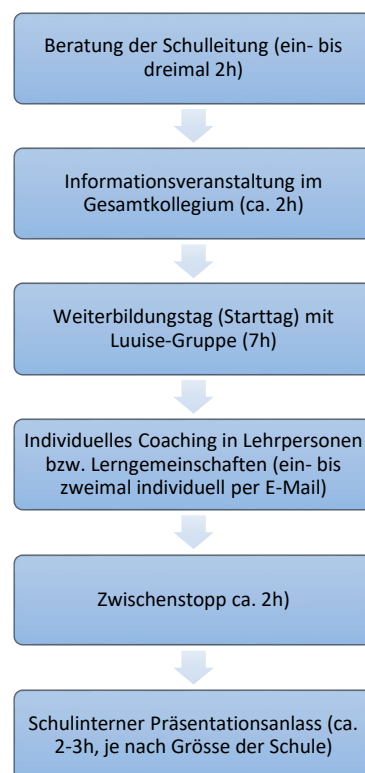 Beratung der Schulleitung (ein- bis
dreimal 2h)
Informationsveranstaltung im
Gesamtkollegium (ca. 2h)
Weiterbildungstag (Starttag) mit
Luuise-Gruppe (7h)
Individuelles Coaching in Lehrpersonen
bzw. Lerngemeinschaften (ein- bis
zweimal individuell per E-Mail)
Zwischenstopp ca. 2h)
Schulinterner Präsentationsanlass (ca.
2-3h, je nach Grösse der Schule)